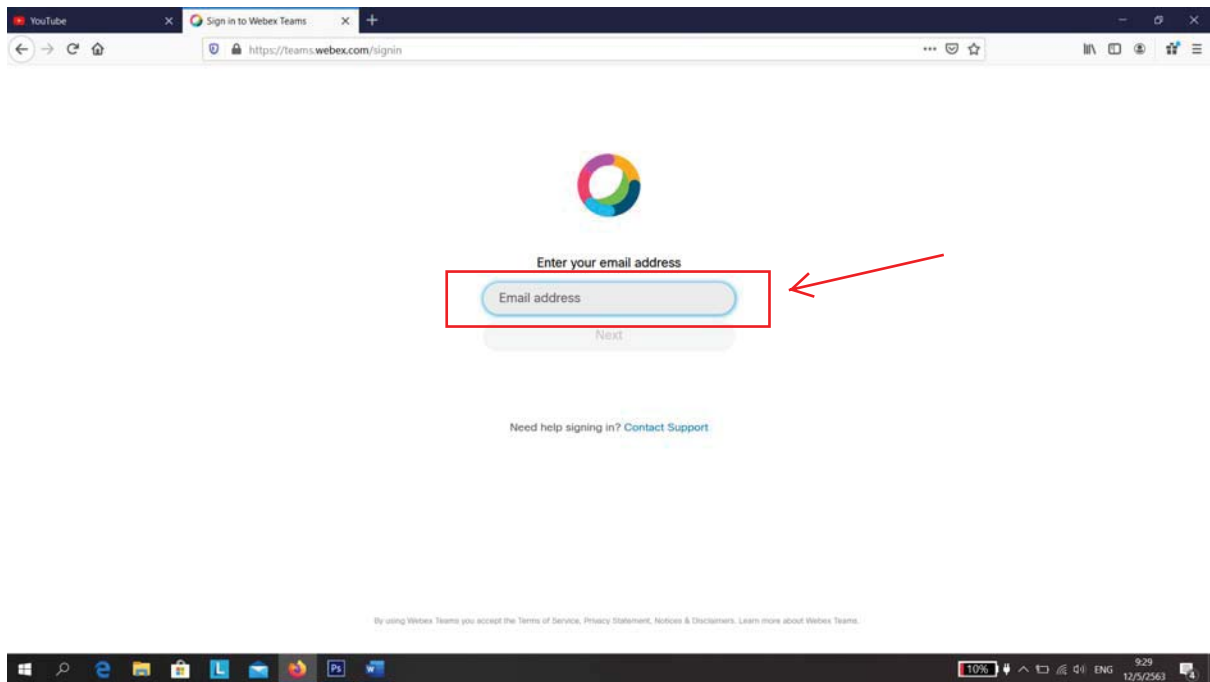 YouTube
Sign in to Webex Teams
https://teams.webex.com/signin
Enter your email address
Email address
Next
Need help signing in? Contact Support
By using Webex Teams you accept the Terms of Service, Privacy Statement, Notices & Disclaimers. Learn more about Webex Teams.
L
Ps
W
10%
ENG
9:29
12/5/2563
4